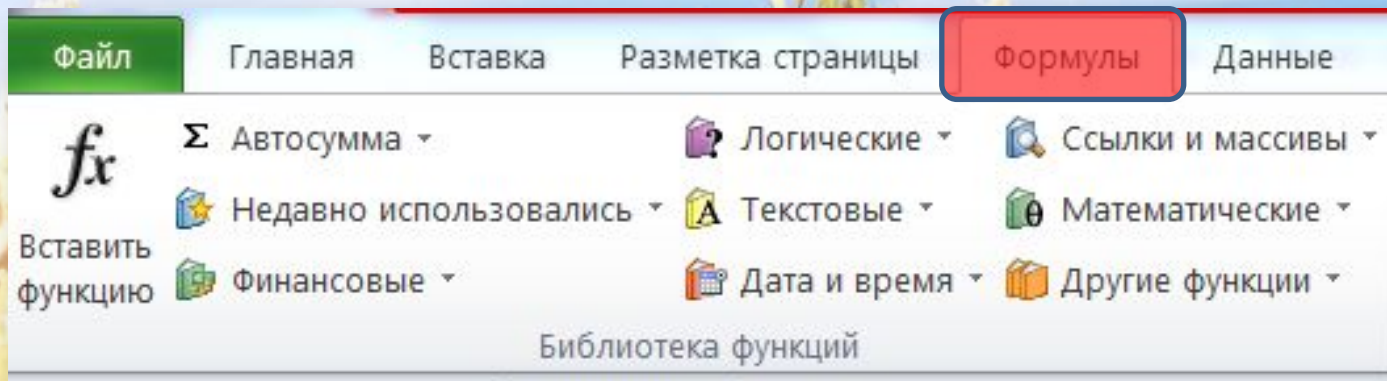 Файл Главная Вставка Разметка страницы Формулы Данные
fx Σ Автосумма Логические Ссылки и массивы
Недавно использовались Текстовые Математические
Вставить
функцию Финансовые Дата и время Другие функции
Библиотека функций